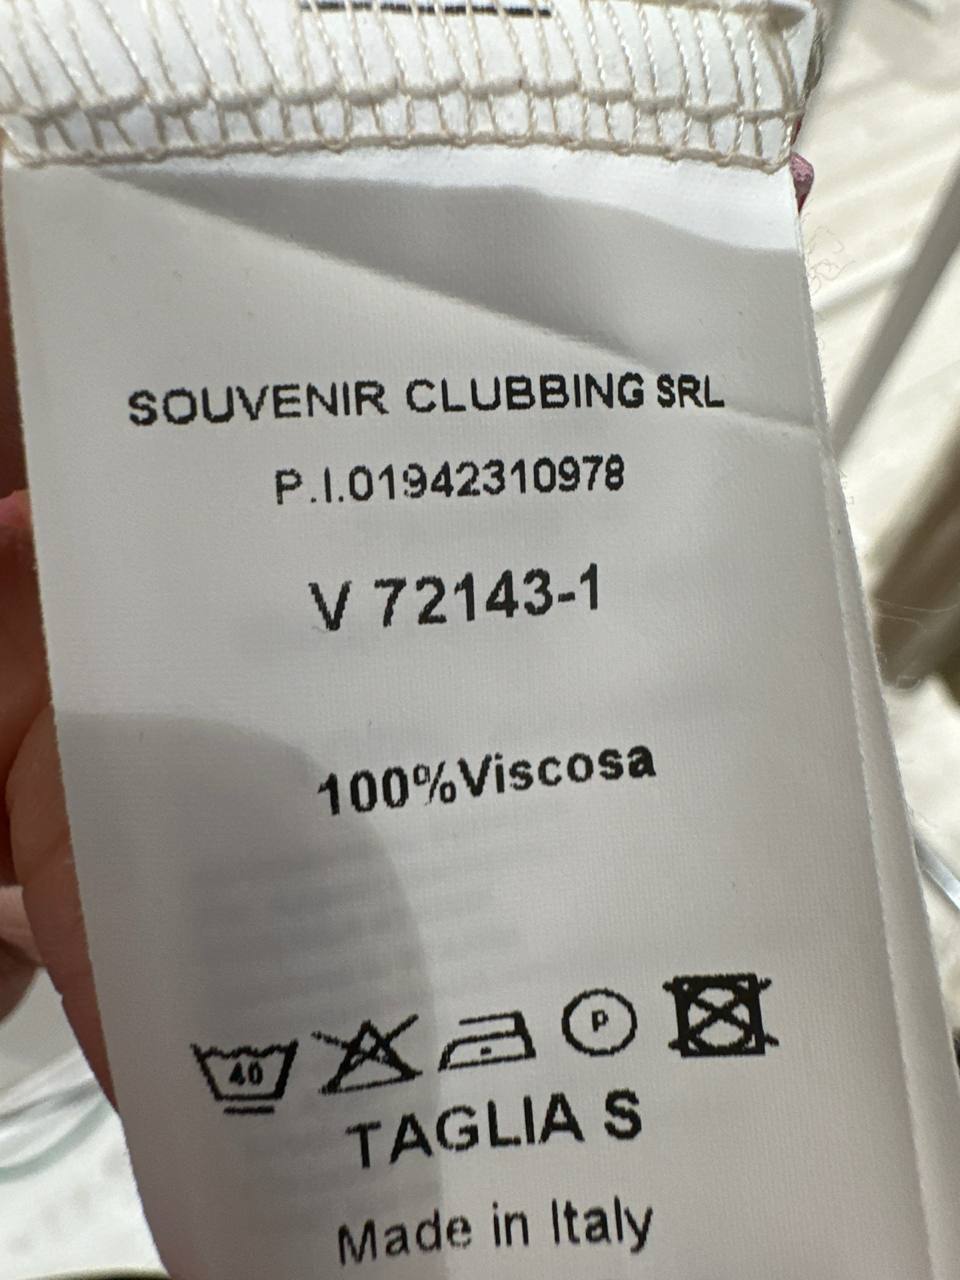 SOUVENIR CLUBBING SRL
P.I.01942310978
V 72143-1
100%Viscosa
40 P
TAGLIA S
Made in Italy